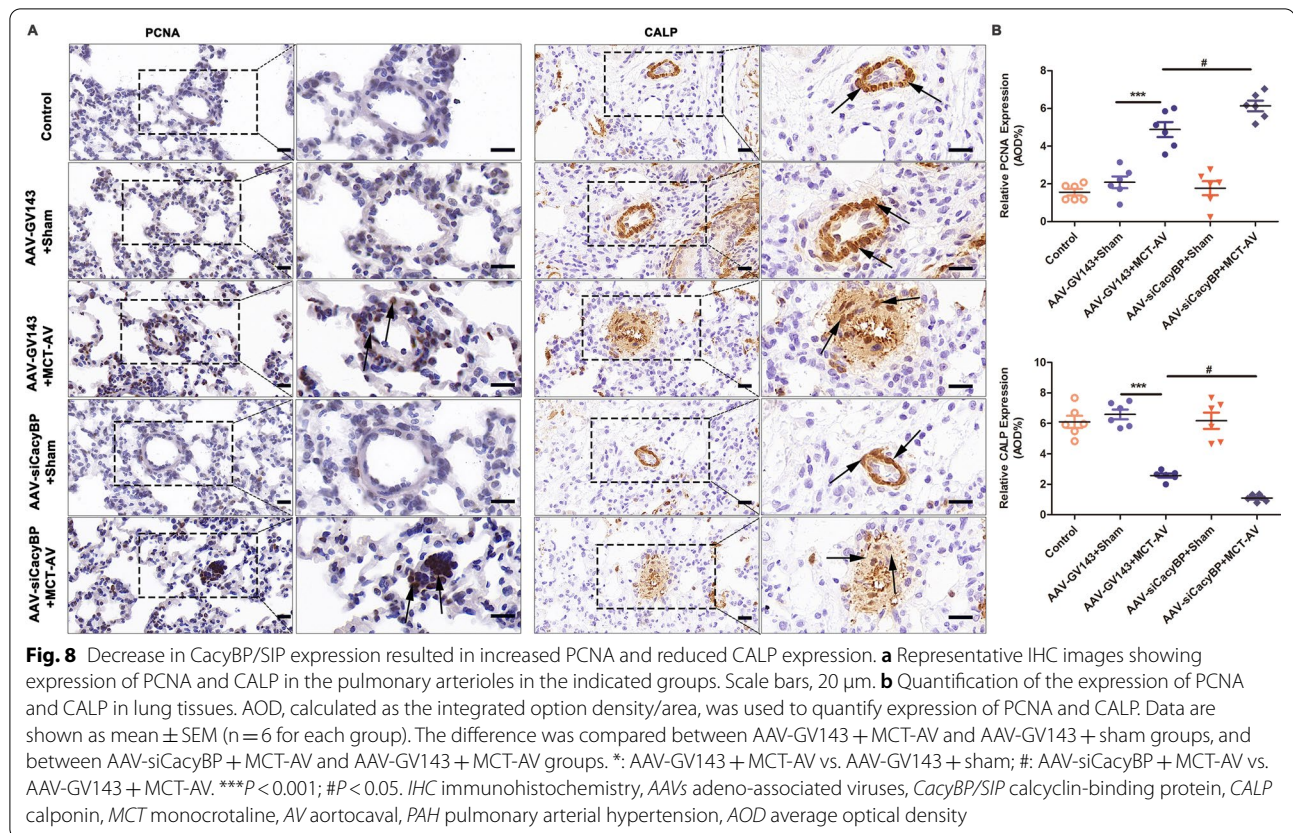 A
PCNA
CALP
Control
AAV-GV143
+Sham
AAV-GV143
+MCT-AV
AAV-siCacyBP
+Sham
AAV-siCacyBP
+MCT-AV
B
Relative PCNA Expression
(AOD%)
8
6
4
2
0
***
#
Control
AAV-GV143+Sham
AAV-GV143+MCT-AV
AAV-siCacyBP+Sham
AAV-siCacyBP+MCT-AV
Relative CALP Expression
(AOD%)
10
8
6
4
2
0
***
#
Control
AAV-GV143+Sham
AAV-GV143+MCT-AV
AAV-siCacyBP+Sham
AAV-siCacyBP+MCT-AV
Fig. 8 Decrease in CacyBP/SIP expression resulted in increased PCNA and reduced CALP expression. a Representative IHC images showing
expression of PCNA and CALP in the pulmonary arterioles in the indicated groups. Scale bars, 20 μm. b Quantification of the expression of PCNA
and CALP in lung tissues. AOD, calculated as the integrated option density/area, was used to quantify expression of PCNA and CALP. Data are
shown as mean ± SEM (n = 6 for each group). The difference was compared between AAV-GV143 + MCT-AV and AAV-GV143 + sham groups, and
between AAV-siCacyBP + MCT-AV and AAV-GV143 + MCT-AV groups. *: AAV-GV143 + MCT-AV vs. AAV-GV143 + sham; #: AAV-siCacyBP + MCT-AV vs.
AAV-GV143 + MCT-AV. ***P < 0.001; #P < 0.05. IHC immunohistochemistry, AAVs adeno-associated viruses, CacyBP/SIP calcyclin-binding protein, CALP
calponin, MCT monocrotaline, AV aortocaval, PAH pulmonary arterial hypertension, AOD average optical density